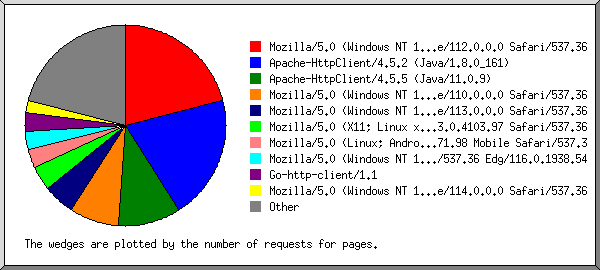 Mozilla/5.0 (Windows NT 1...e/112.0.0.0 Safari/537.36
Apache-HttpClient/4.5.2 (Java/1.8.0_161)
Apache-HttpClient/4.5.5 (Java/11.0.9)
Mozilla/5.0 (Windows NT 1...e/110.0.0.0 Safari/537.36
Mozilla/5.0 (Windows NT 1...e/113.0.0.0 Safari/537.36
Mozilla/5.0 (X11; Linux x...3.0.4103.97 Safari/537.36
Mozilla/5.0 (Linux; Andro...71.98 Mobile Safari/537.3
Mozilla/5.0 (Windows NT 1.../537.36 Edg/116.0.1938.54
Go-http-client/1.1
Mozilla/5.0 (Windows NT 1...e/114.0.0.0 Safari/537.36
Other
The wedges are plotted by the number of requests for pages.